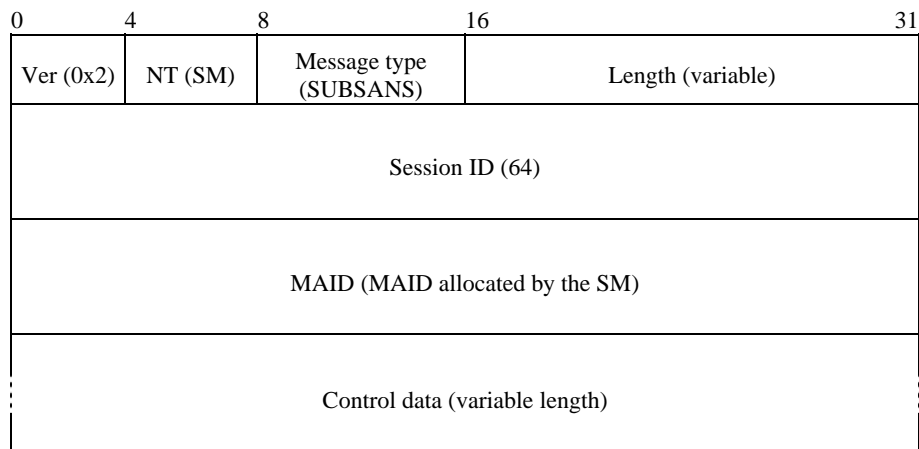 0 4 8 16 31
Ver (0x2) NT (SM) Message type (SUBSANS) Length (variable)
Session ID (64)
MAID (MAID allocated by the SM)
Control data (variable length)